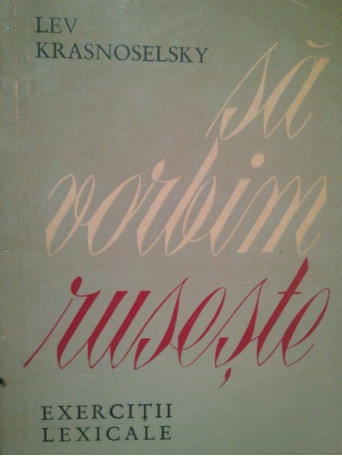 LEV
KRASNOSELSKY
să
vorbim
rusește
EXERCIȚII
LEXICALE